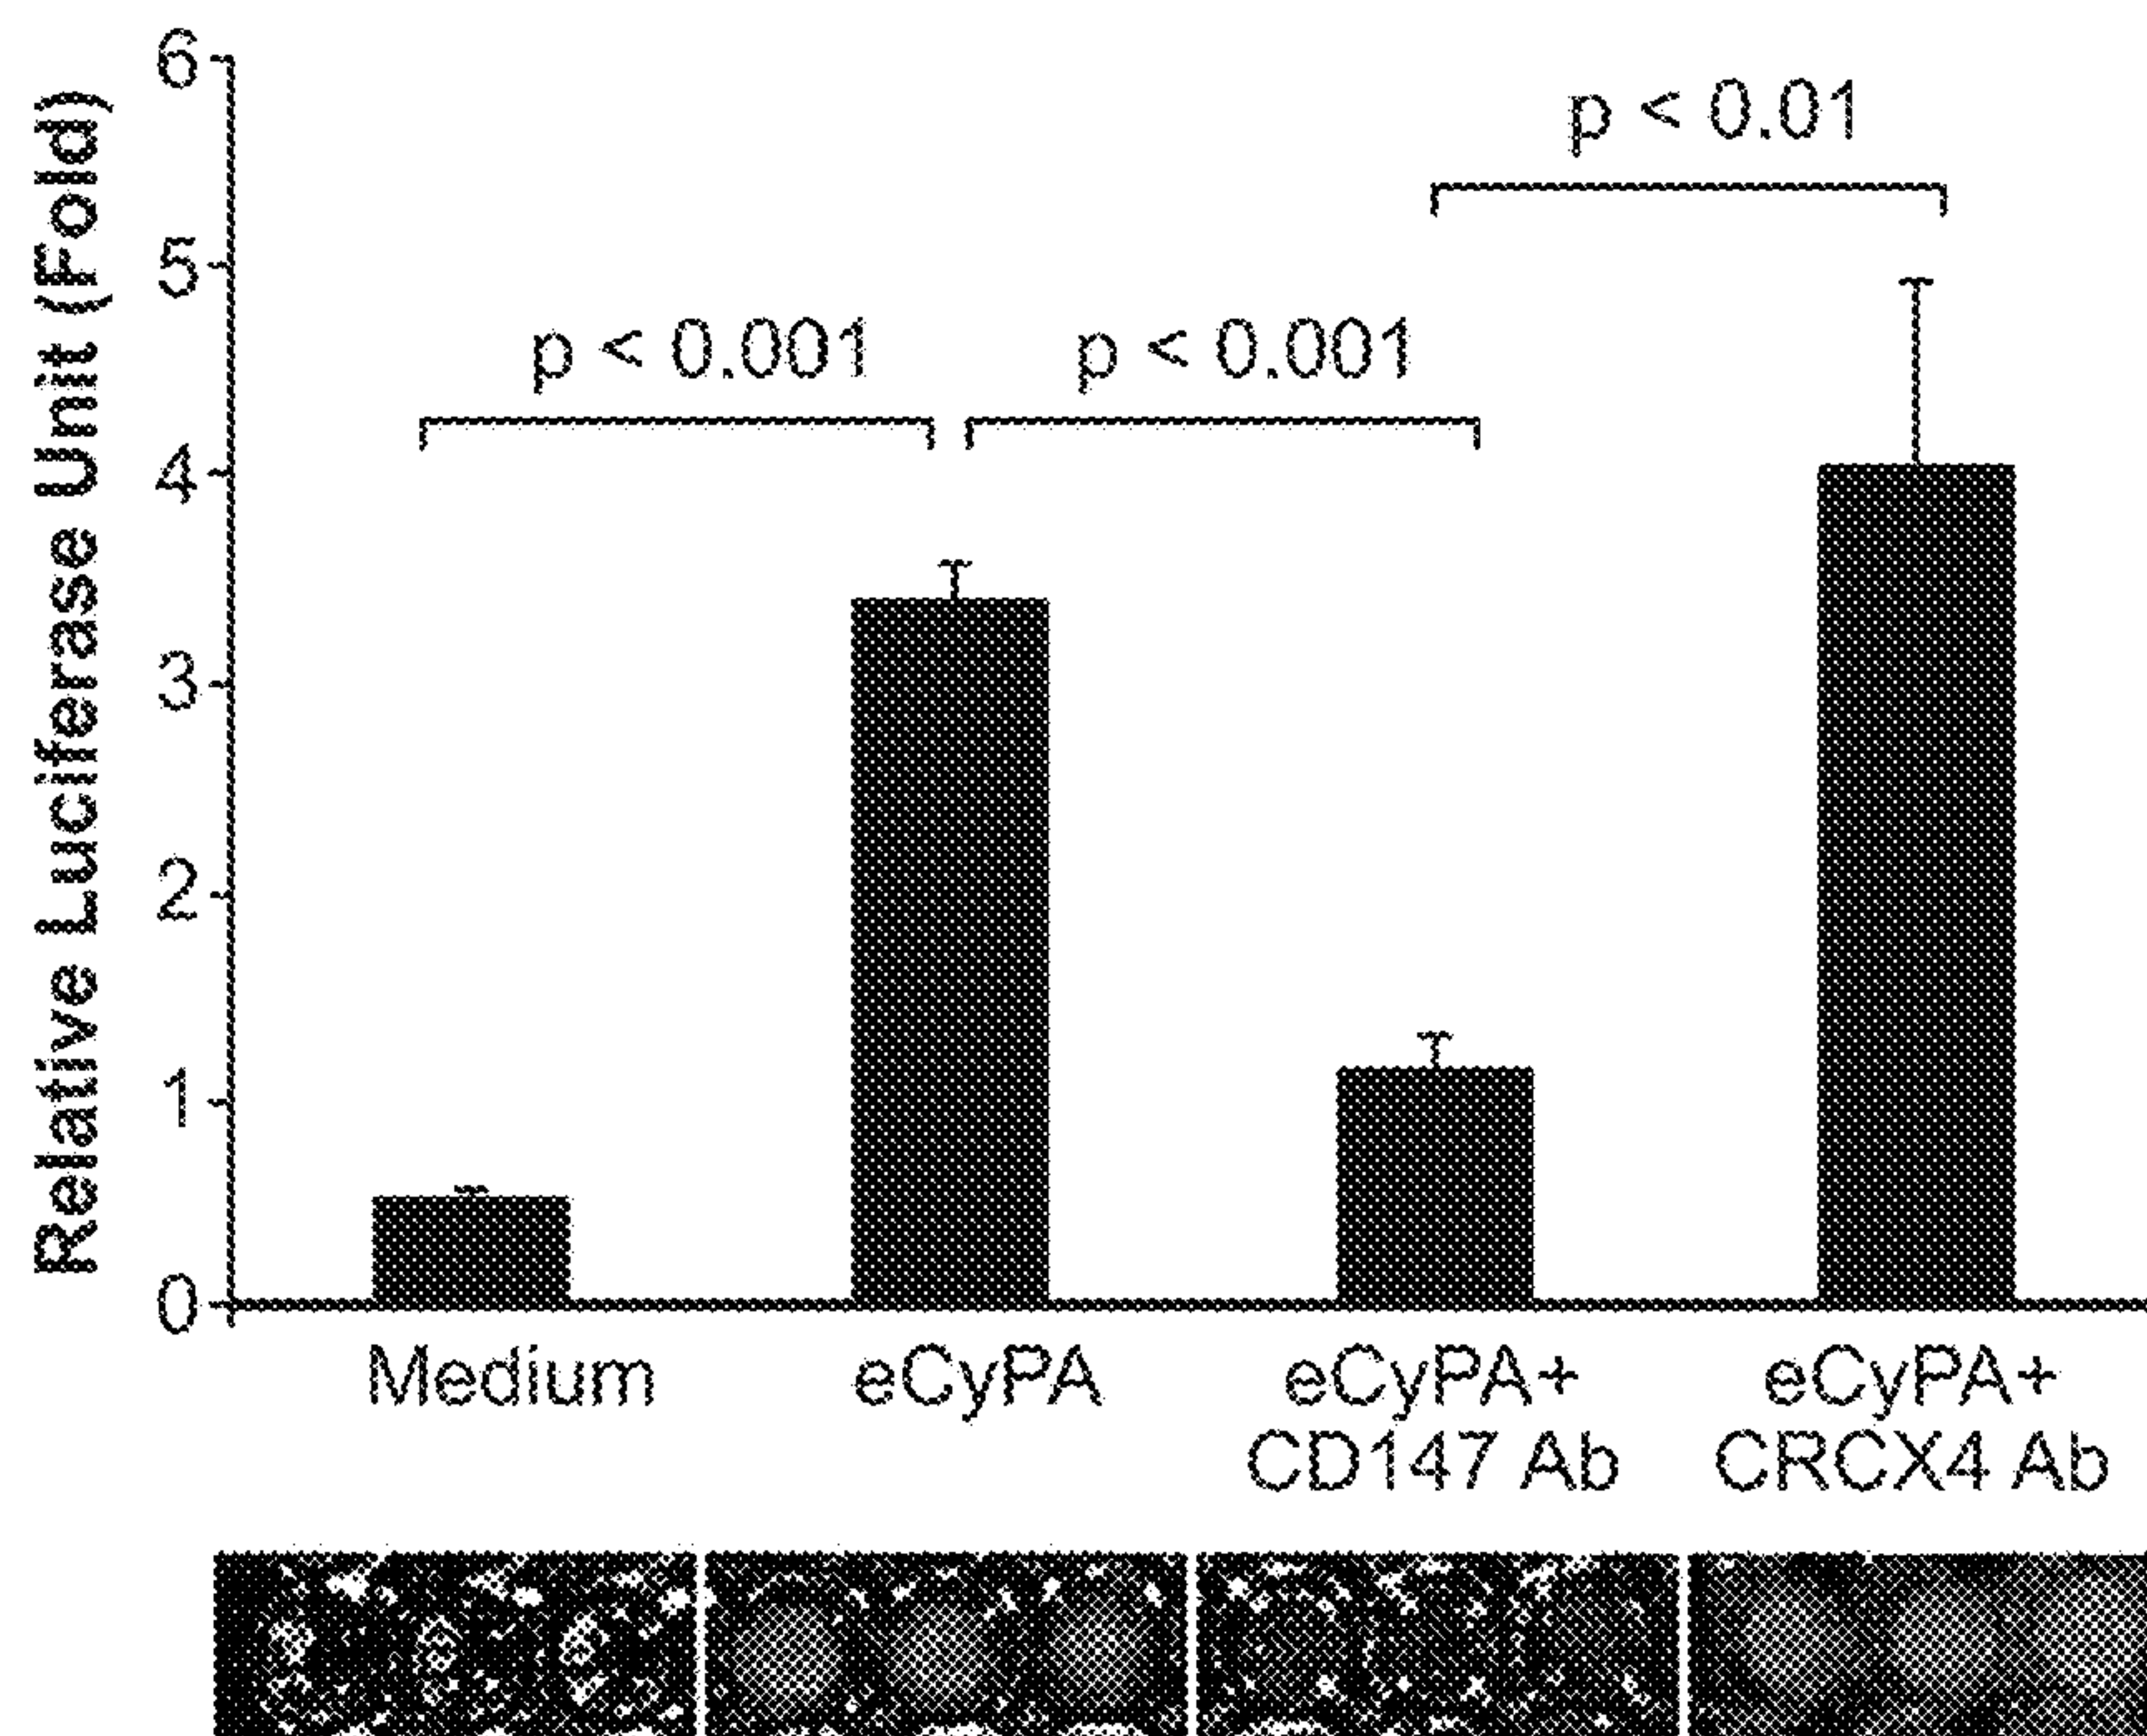 Relative Luciferase Unit (Fold)
6
5
4
3
2
1
0
p < 0.01
p < 0.001
p < 0.001
Medium
eCyPA
eCyPA+
CD147 Ab
eCyPA+
CRCX4 Ab